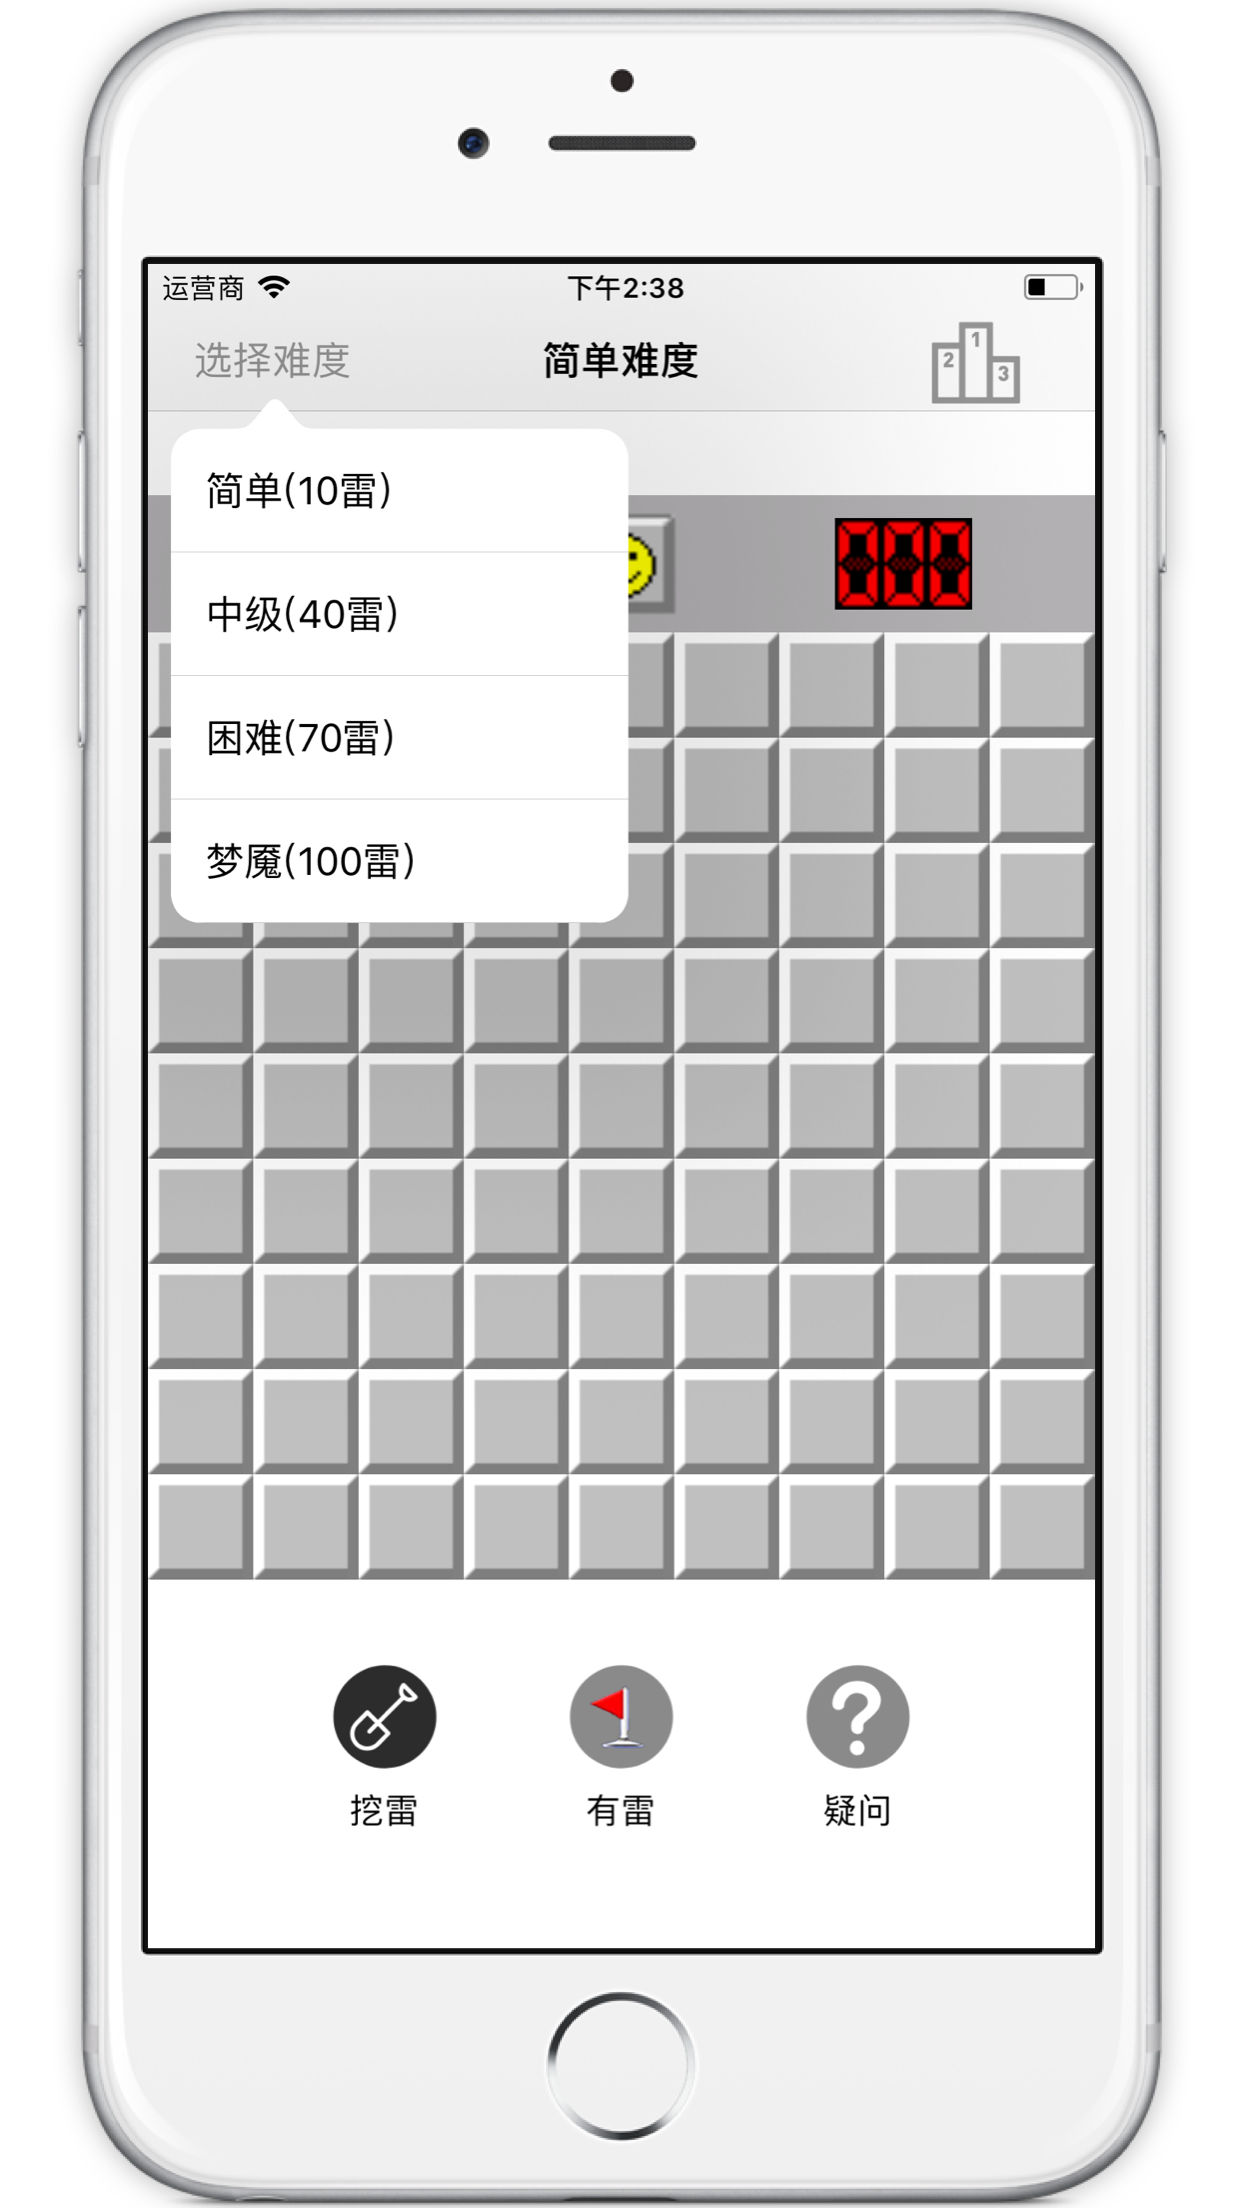 运营商
下午2:38
选择难度
简单难度
2 1 3
简单(10雷)
中级(40雷)
困难(70雷)
梦魇(100雷)
000
挖雷
有雷
疑问